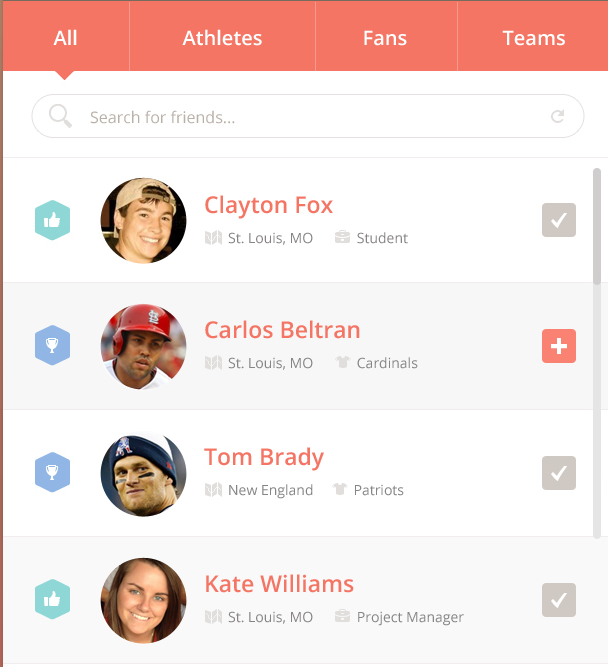 All Athletes Fans Teams
Search for friends...
Clayton Fox
St. Louis, MO Student
Carlos Beltran
St. Louis, MO Cardinals
Tom Brady
New England Patriots
Kate Williams
St. Louis, MO Project Manager